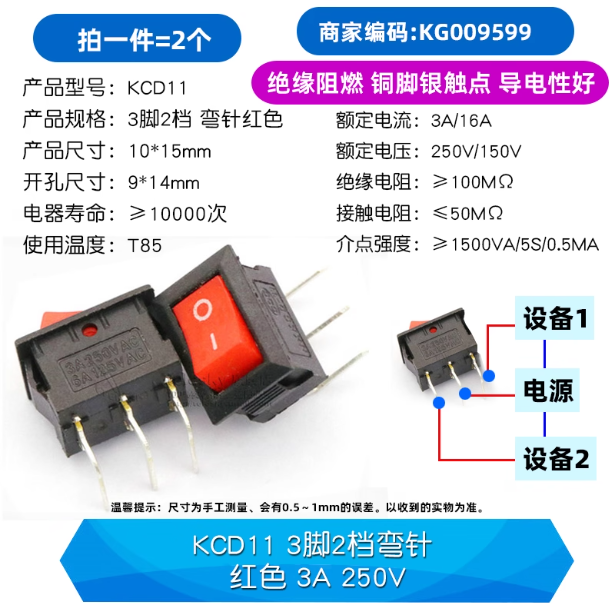 拍一件=2个
商家编码:KG009599
绝缘阻燃 铜脚银触点 导电性好
产品型号: KCD11
产品规格: 3脚2档 弯针红色
产品尺寸: 10*15mm
开孔尺寸: 9*14mm
电器寿命: ≥10000次
使用温度: T85
额定电流: 3A/16A
额定电压: 250V/150V
绝缘电阻: ≥100MΩ
接触电阻: ≤50MΩ
介点强度: ≥1500VA/5S/0.5MA
设备1
电源
设备2
温馨提示: 尺寸为手工测量、会有0.5~1mm的误差。以收到的实物为准。
KCD11 3脚2档弯针
红色 3A 250V